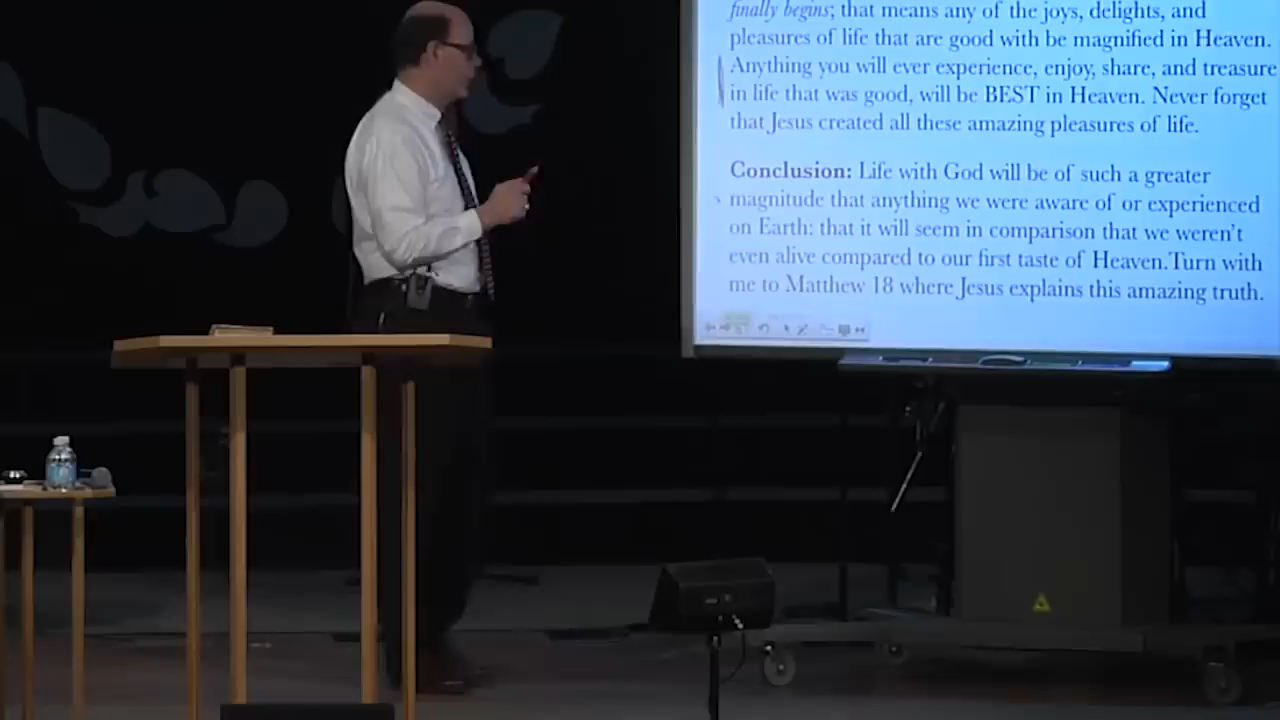 finally begins; that means any of the joys, delights, and
pleasures of life that are good with be magnified in Heaven.
Anything you will ever experience, enjoy, share, and treasure
in life that was good, will be BEST in Heaven. Never forget
that Jesus created all these amazing pleasures of life.
Conclusion: Life with God will be of such a greater
magnitude that anything we were aware of or experienced
on Earth: that it will seem in comparison that we weren't
even alive compared to our first taste of Heaven.Turn with
me to Matthew 18 where Jesus explains this amazing truth.